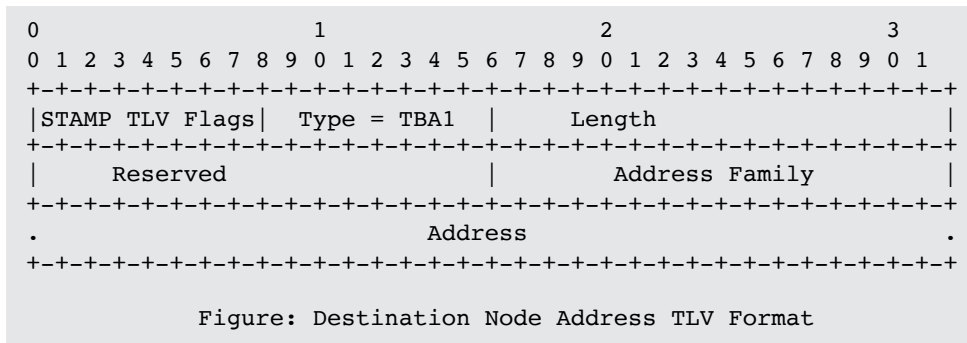 0                   1                   2                   3
0 1 2 3 4 5 6 7 8 9 0 1 2 3 4 5 6 7 8 9 0 1 2 3 4 5 6 7 8 9 0 1
+-+-+-+-+-+-+-+-+-+-+-+-+-+-+-+-+-+-+-+-+-+-+-+-+-+-+-+-+-+-+-+-+
|STAMP TLV Flags|  Type = TBA1  |     Length                    |
+-+-+-+-+-+-+-+-+-+-+-+-+-+-+-+-+-+-+-+-+-+-+-+-+-+-+-+-+-+-+-+-+
|     Reserved                  |        Address Family         |
+-+-+-+-+-+-+-+-+-+-+-+-+-+-+-+-+-+-+-+-+-+-+-+-+-+-+-+-+-+-+-+-+
.                           Address                             .
+-+-+-+-+-+-+-+-+-+-+-+-+-+-+-+-+-+-+-+-+-+-+-+-+-+-+-+-+-+-+-+-+
Figure: Destination Node Address TLV Format